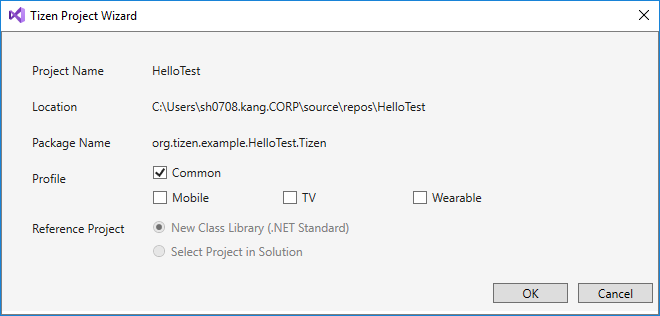 Tizen Project Wizard
Project Name HelloTest
Location C:\Users\sh0708.kang.CORP\source\repos\HelloTest
Package Name org.tizen.example.HelloTest.Tizen
Profile Common
Mobile TV Wearable
Reference Project New Class Library (.NET Standard)
Select Project in Solution
OK Cancel